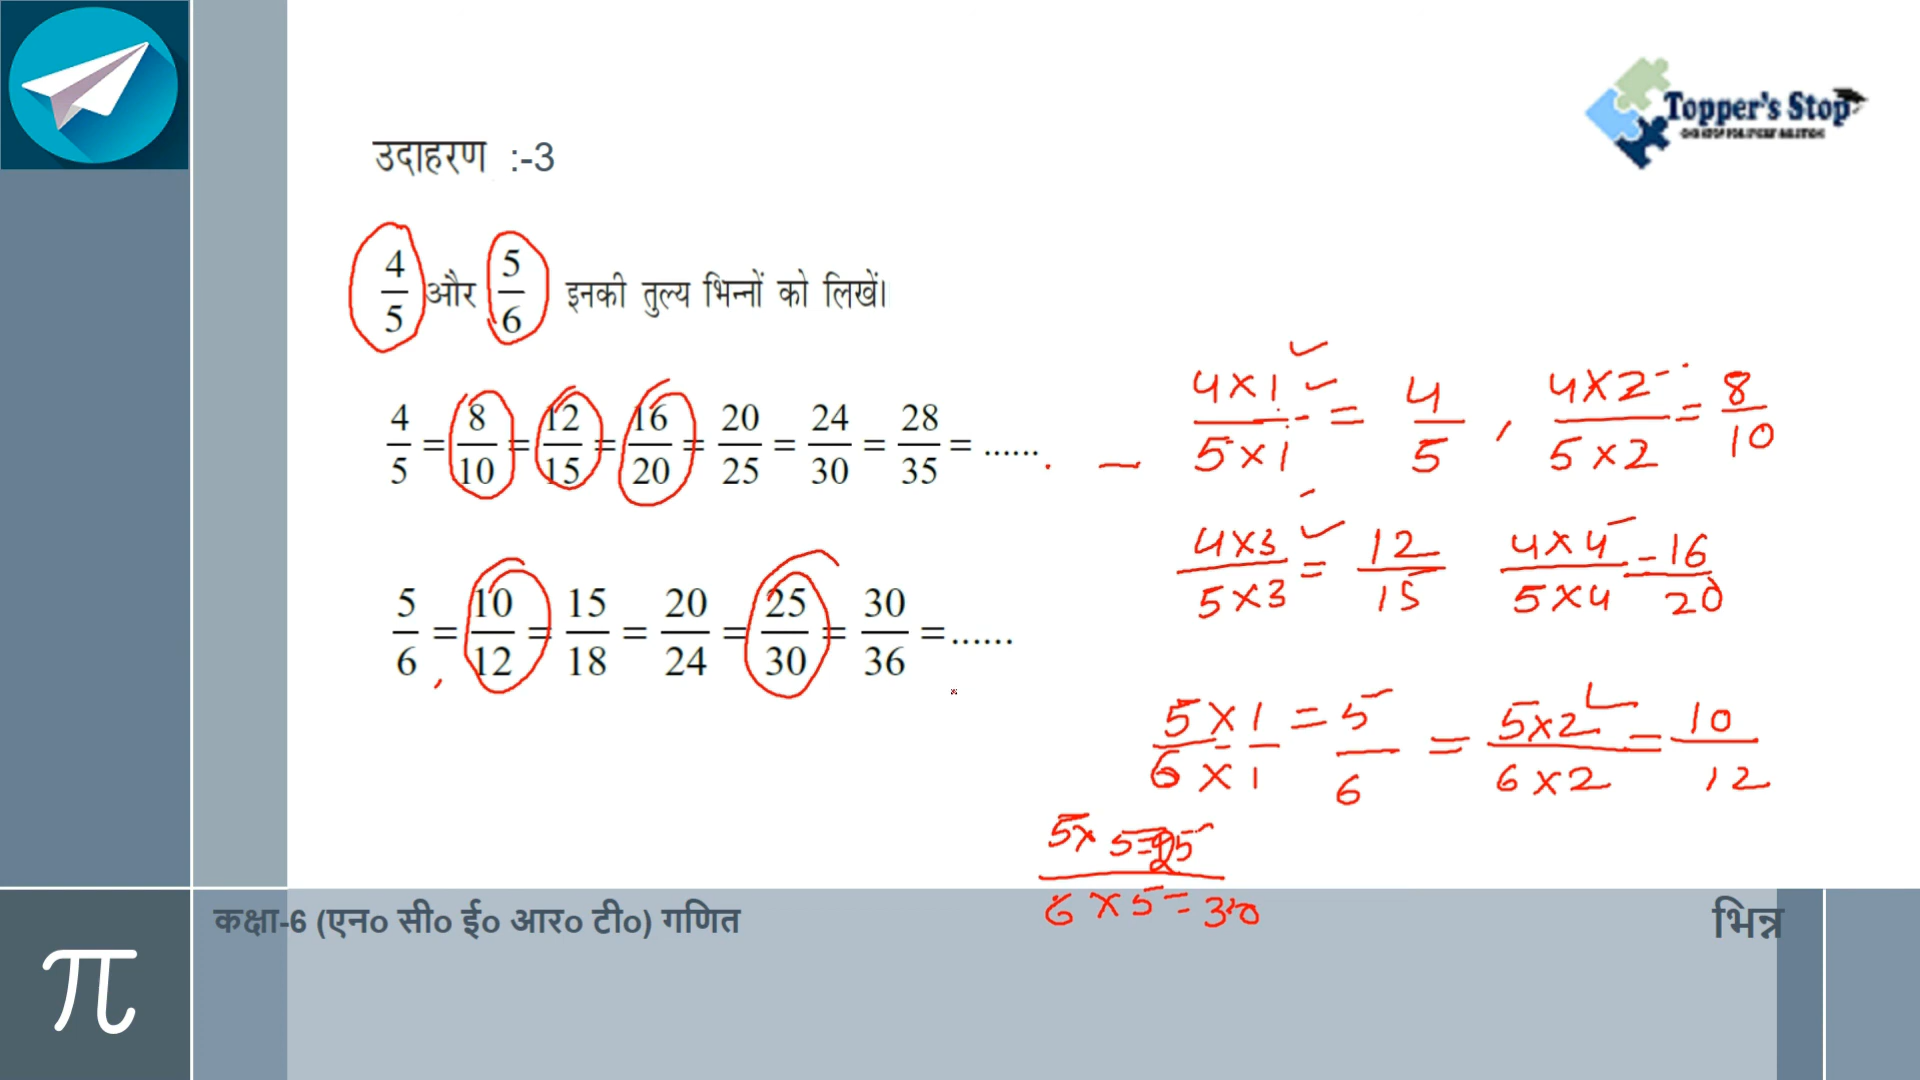 Topper's Stop
उदाहरण :-3
4/5 और 5/6 इनकी तुल्य भिन्नों को लिखें।
4/5 = 8/10 = 12/15 = 16/20 = 20/25 = 24/30 = 28/35 = ......
5/6 = 10/12 = 15/18 = 20/24 = 25/30 = 30/36 = ......
4×1/5×1 = 4/5 , 4×2/5×2 = 8/10
4×3/5×3 = 12/15 4×4/5×4 = 16/20
5×1/6×1 = 5/6 = 5×2/6×2 = 10/12
5×5=25
6×5=30
कक्षा-6 (एन० सी० ई० आर० टी०) गणित
भिन्न
π